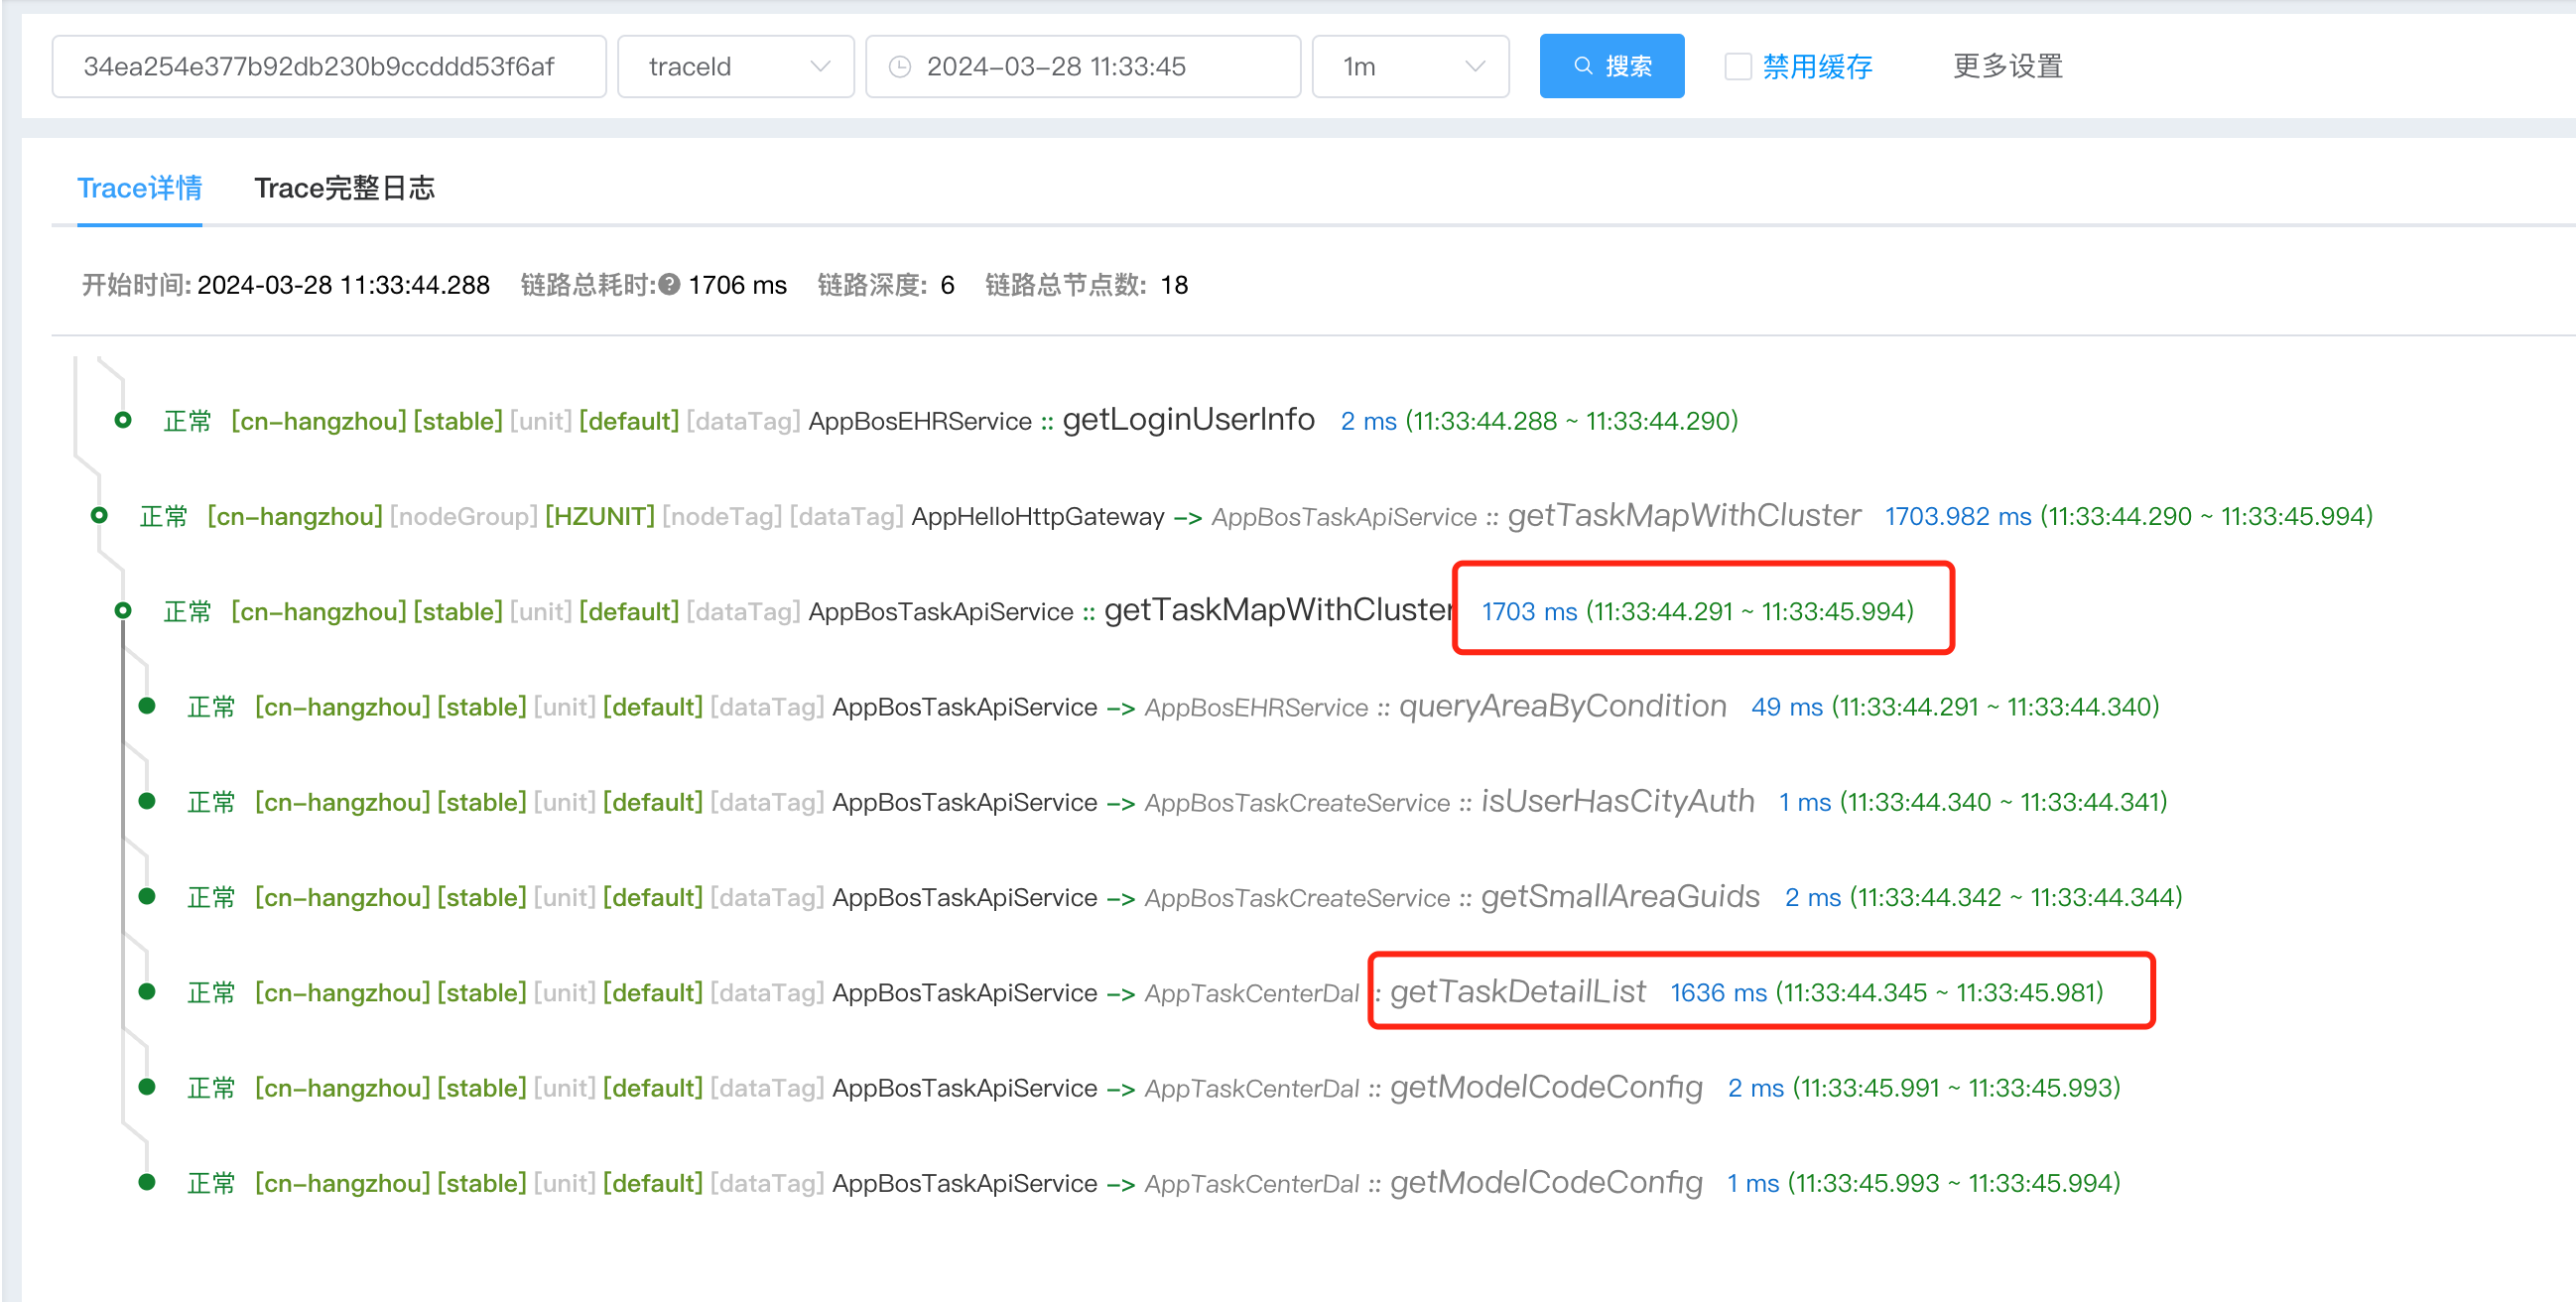 34ea254e377b92db230b9ccddd53f6af traceId 2024-03-28 11:33:45 1m 搜索 禁用缓存 更多设置
Trace详情 Trace完整日志
开始时间: 2024-03-28 11:33:44.288 链路总耗时: 1706 ms 链路深度: 6 链路总节点数: 18
正常 [cn-hangzhou] [stable] [unit] [default] [dataTag] AppBosEHRService :: getLoginUserInfo 2 ms (11:33:44.288 ~ 11:33:44.290)
正常 [cn-hangzhou] [nodeGroup] [HZUNIT] [nodeTag] [dataTag] AppHelloHttpGateway -> AppBosTaskApiService :: getTaskMapWithCluster 1703.982 ms (11:33:44.290 ~ 11:33:45.994)
正常 [cn-hangzhou] [stable] [unit] [default] [dataTag] AppBosTaskApiService :: getTaskMapWithCluster 1703 ms (11:33:44.291 ~ 11:33:45.994)
正常 [cn-hangzhou] [stable] [unit] [default] [dataTag] AppBosTaskApiService -> AppBosEHRService :: queryAreaByCondition 49 ms (11:33:44.291 ~ 11:33:44.340)
正常 [cn-hangzhou] [stable] [unit] [default] [dataTag] AppBosTaskApiService -> AppBosTaskCreateService :: isUserHasCityAuth 1 ms (11:33:44.340 ~ 11:33:44.341)
正常 [cn-hangzhou] [stable] [unit] [default] [dataTag] AppBosTaskApiService -> AppBosTaskCreateService :: getSmallAreaGuids 2 ms (11:33:44.342 ~ 11:33:44.344)
正常 [cn-hangzhou] [stable] [unit] [default] [dataTag] AppBosTaskApiService -> AppTaskCenterDal :: getTaskDetailList 1636 ms (11:33:44.345 ~ 11:33:45.981)
正常 [cn-hangzhou] [stable] [unit] [default] [dataTag] AppBosTaskApiService -> AppTaskCenterDal :: getModelCodeConfig 2 ms (11:33:45.991 ~ 11:33:45.993)
正常 [cn-hangzhou] [stable] [unit] [default] [dataTag] AppBosTaskApiService -> AppTaskCenterDal :: getModelCodeConfig 1 ms (11:33:45.993 ~ 11:33:45.994)